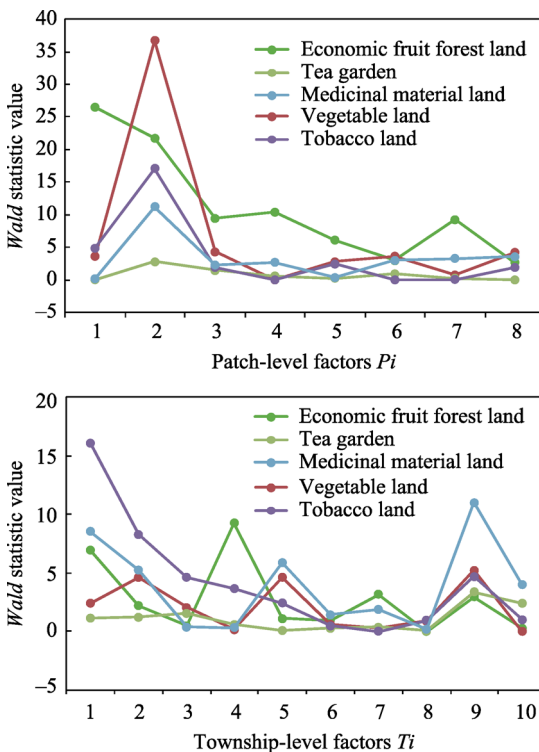 40
35
30
25
20
15
10
5
0
–5
Wald statistic value
Economic fruit forest land
Tea garden
Medicinal material land
Vegetable land
Tobacco land
1 2 3 4 5 6 7 8
Patch-level factors Pi
20
15
10
5
0
–5
Wald statistic value
Economic fruit forest land
Tea garden
Medicinal material land
Vegetable land
Tobacco land
1 2 3 4 5 6 7 8 9 10
Township-level factors Ti